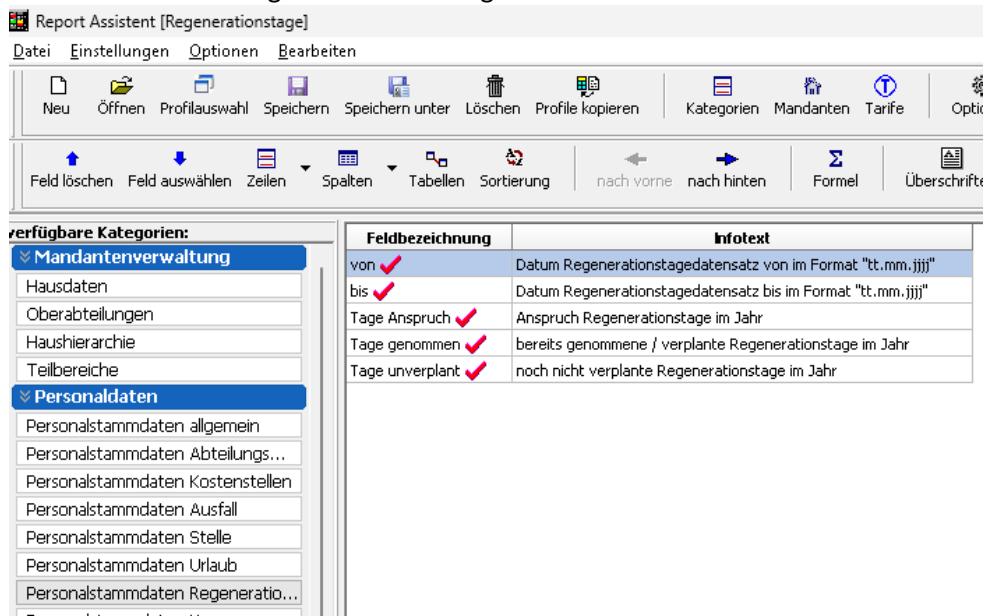 Report Assistent [Regenerationstage]
Datei Einstellungen Optionen Bearbeiten
Neu Öffnen Profilauswahl Speichern Speichern unter Löschen Profile kopieren Kategorien Mandanten Tarife
Feld löschen Feld auswählen Zeilen Spalten Tabellen Sortierung nach vorne nach hinten Formel
verfügbare Kategorien:
Mandantenverwaltung
Hausdaten
Oberabteilungen
Haushierarchie
Teilbereiche
Personaldaten
Personalstammdaten allgemein
Personalstammdaten Abteilungs...
Personalstammdaten Kostenstellen
Personalstammdaten Ausfall
Personalstammdaten Stelle
Personalstammdaten Urlaub
Personalstammdaten Regeneratio...
Feldbezeichnung Infotext
von Datum Regenerationstagedatensatz von im Format "tt.mm.jjjj"
bis Datum Regenerationstagedatensatz bis im Format "tt.mm.jjjj"
Tage Anspruch Anspruch Regenerationstage im Jahr
Tage genommen bereits genommene / verplante Regenerationstage im Jahr
Tage unverplant noch nicht verplante Regenerationstage im Jahr